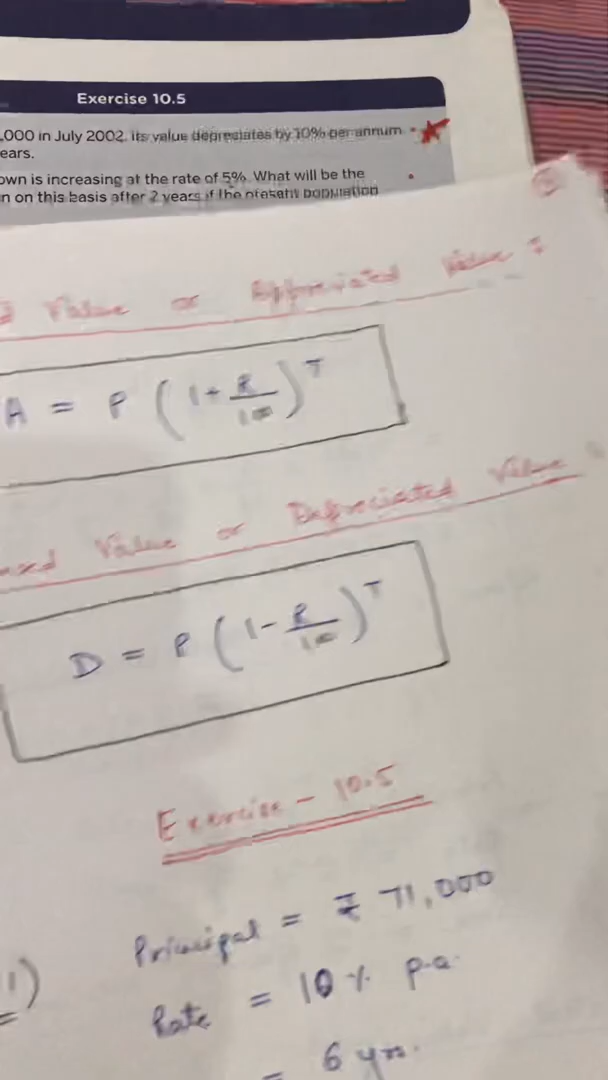 Exercise 10.5
,000 in July 2002. Its value depreciates by 10% per annum.
ears.
own is increasing at the rate of 5%. What will be the
n on this basis after 2 years if the present population
Value or Appreciated Value :
A = P (1 + R/100)^T
Value or Depreciated Value :
D = P (1 - R/100)^T
Exercise - 10.5
1) Principal = ₹ 71,000
Rate = 10 % p.a.
= 6 yrs.